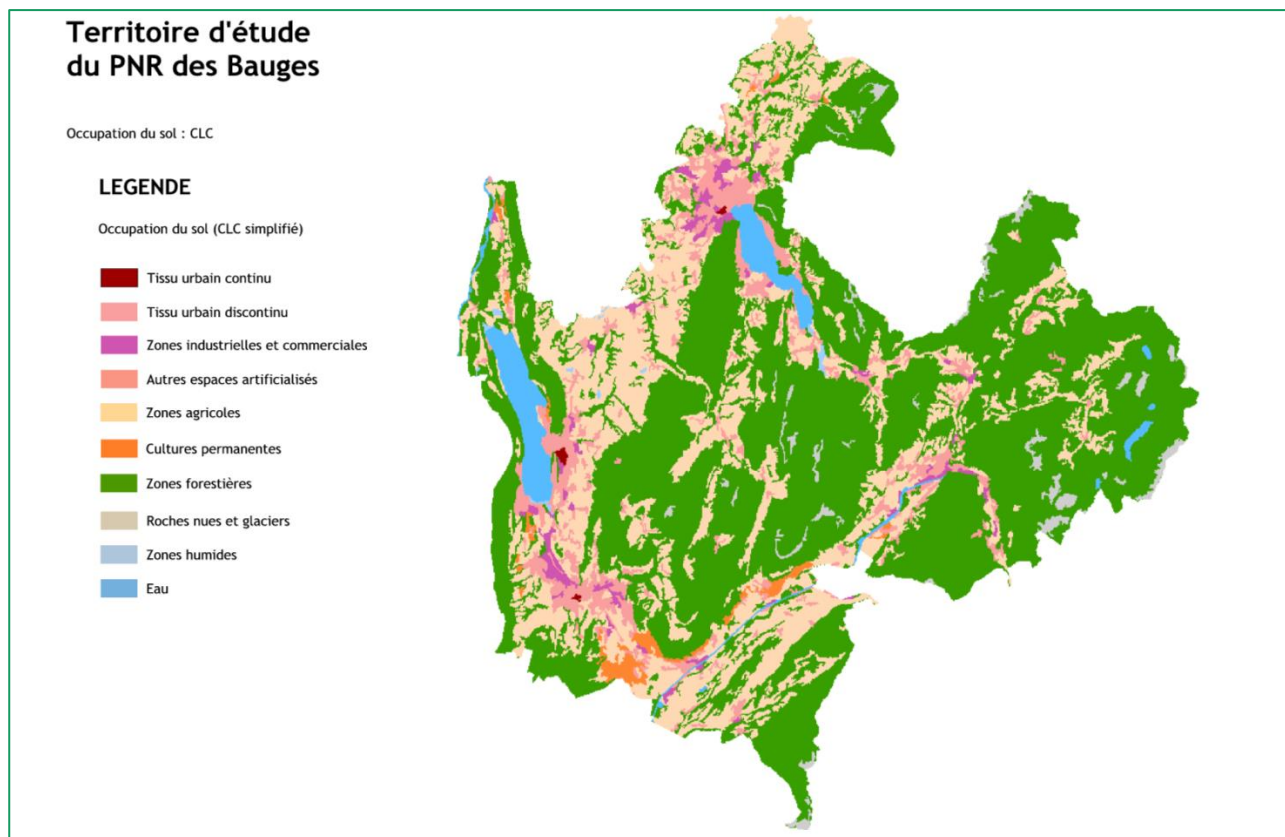 Territoire d'étude
du PNR des Bauges
Occupation du sol : CLC
LEGENDE
Occupation du sol (CLC simplifié)
Tissu urbain continu
Tissu urbain discontinu
Zones industrielles et commerciales
Autres espaces artificialisés
Zones agricoles
Cultures permanentes
Zones forestières
Roches nues et glaciers
Zones humides
Eau